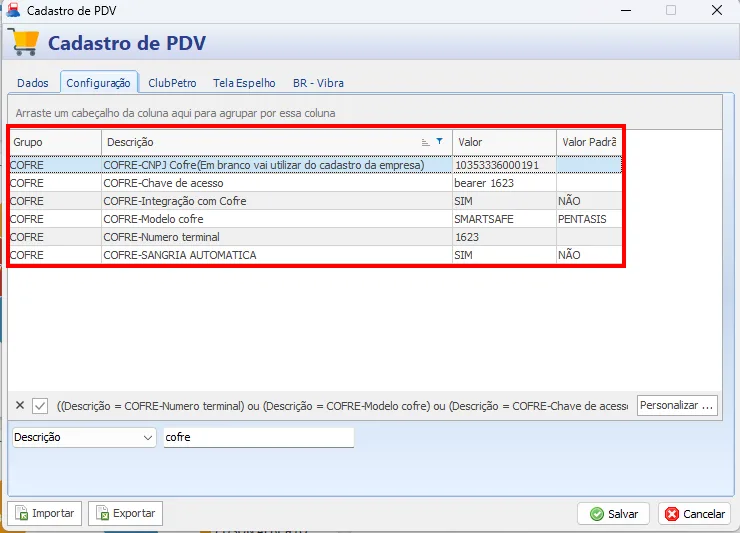 Cadastro de PDV
Cadastro de PDV
Dados Configuração ClubPetro Tela Espelho BR - Vibra
Arraste um cabeçalho da coluna aqui para agrupar por essa coluna
Grupo Descrição Valor Valor Padrã
COFRE COFRE-CNPJ Cofre(Em branco vai utilizar do cadastro da empresa) 10353336000191
COFRE COFRE-Chave de acesso bearer 1623
COFRE COFRE-Integração com Cofre SIM NÃO
COFRE COFRE-Modelo cofre SMARTSAFE PENTASIS
COFRE COFRE-Numero terminal 1623
COFRE COFRE-SANGRIA AUTOMATICA SIM NÃO
((Descrição = COFRE-Numero terminal) ou (Descrição = COFRE-Modelo cofre) ou (Descrição = COFRE-Chave de acesso Personalizar ...
Descrição cofre
Importar Exportar Salvar Cancelar